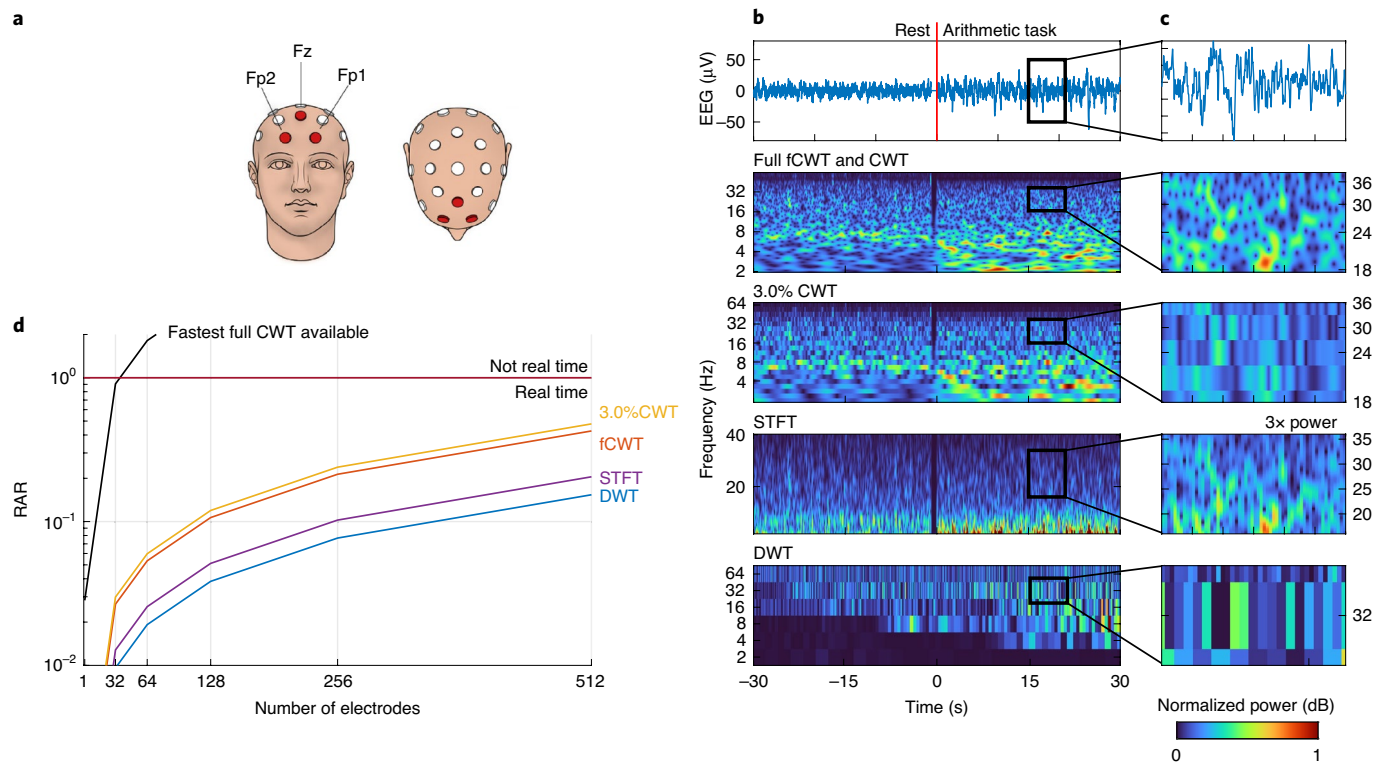 a
Fz
Fp2
Fp1
b
c
Rest
Arithmetic task
EEG (μV)
50
0
−50
Full fCWT and CWT
32
16
8
4
2
36
30
24
18
3.0% CWT
64
32
16
8
4
36
30
24
18
Frequency (Hz)
STFT
3× power
40
20
35
30
25
20
DWT
64
32
16
8
4
2
32
−30
−15
0
15
30
Time (s)
Normalized power (dB)
0
1
d
Fastest full CWT available
Not real time
Real time
3.0%CWT
fCWT
STFT
DWT
RAR
10⁰
10⁻¹
10⁻²
1
32
64
128
256
512
Number of electrodes